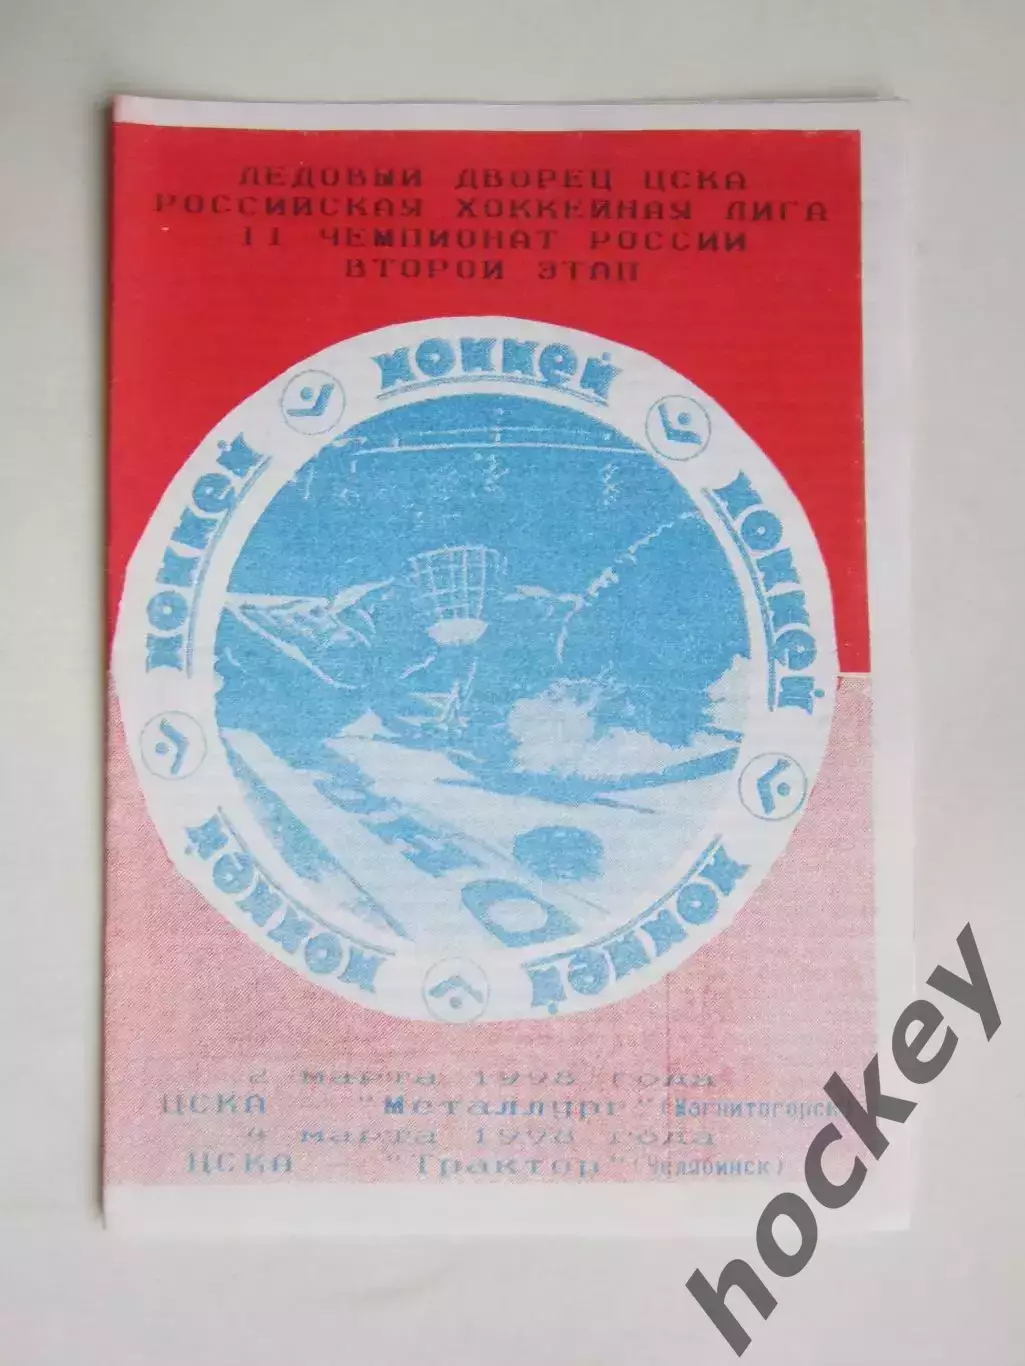 ЛЕДОВЫЙ ДВОРЕЦ ЦСКА
РОССИЙСКАЯ ХОККЕЙНАЯ ЛИГА
11 ЧЕМПИОНАТ РОССИИ
ВТОРОЙ ЭТАП
хоккей
хоккей
хоккей
хоккей
хоккей
хоккей
2 марта 1998 года
ЦСКА — "Металлург" (Магнитогорск)
4 марта 1998 года
ЦСКА — "Трактор" (Челябинск)
hockey